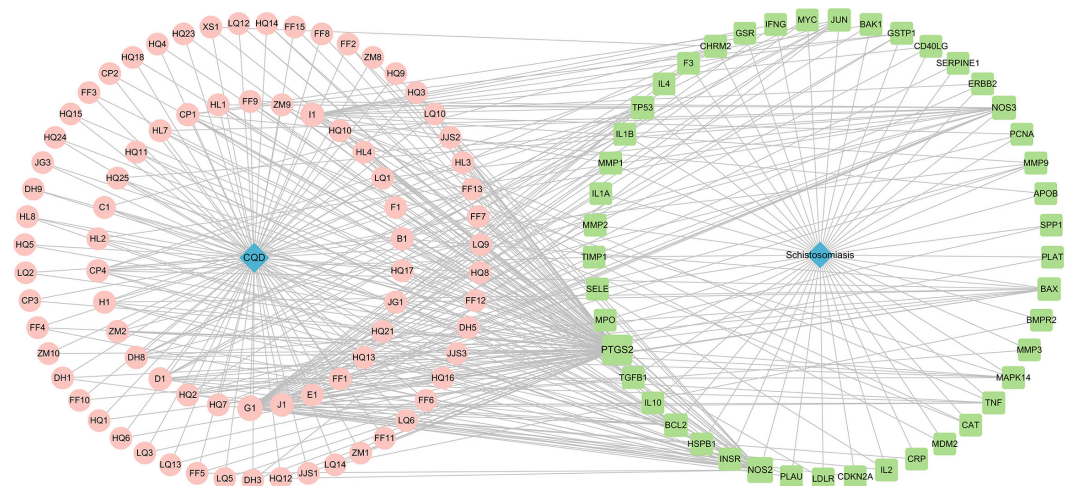 XS1
LQ12
HQ14
FF15
FF8
FF2
ZM8
HQ9
HQ3
LQ10
JJS2
HL3
FF13
FF7
LQ9
HQ8
FF12
DH5
JJS3
HQ16
FF6
LQ6
FF11
ZM1
LQ14
JJS1
HQ12
DH3
LQ5
FF5
LQ13
LQ3
HQ6
HQ1
FF10
DH1
ZM10
FF4
CP3
LQ2
HQ5
HL8
DH9
JG3
HQ24
HQ15
FF3
CP2
HQ18
HQ4
HQ23
CP1
HL1
FF9
ZM9
I1
HQ10
HL4
LQ1
F1
B1
HQ17
JG1
HQ21
HQ13
FF1
E1
J1
G1
HQ7
HQ2
D1
DH8
ZM2
H1
CP4
HL2
C1
HQ25
HQ11
HL7
CQD
Schistosomiasis
CHRM2
GSR
IFNG
MYC
JUN
BAK1
GSTP1
CD40LG
SERPINE1
ERBB2
NOS3
PCNA
MMP9
APOB
SPP1
PLAT
BAX
BMPR2
MMP3
MAPK14
TNF
CAT
MDM2
CRP
IL2
CDKN2A
LDLR
PLAU
NOS2
INSR
HSPB1
BCL2
IL10
TGFB1
PTGS2
MPO
SELE
TIMP1
MMP2
IL1A
MMP1
IL1B
TP53
IL4
F3